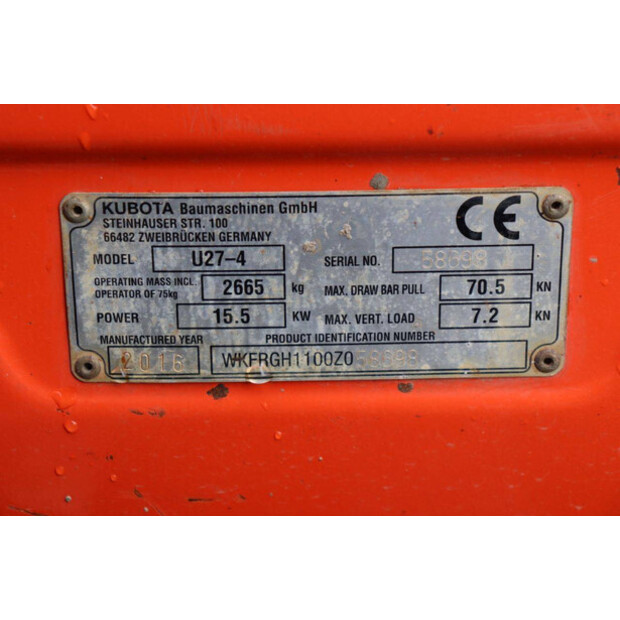 KUBOTA Baumaschinen GmbH
STEINHAUSER STR. 100
66482 ZWEIBRÜCKEN GERMANY
CE
MODEL U27-4 SERIAL NO.
OPERATING MASS INCL. OPERATOR OF 75kg 2665 kg MAX. DRAW BAR PULL 70.5 KN
POWER 15.5 KW MAX. VERT. LOAD 7.2 KN
MANUFACTURED YEAR PRODUCT IDENTIFICATION NUMBER
2016